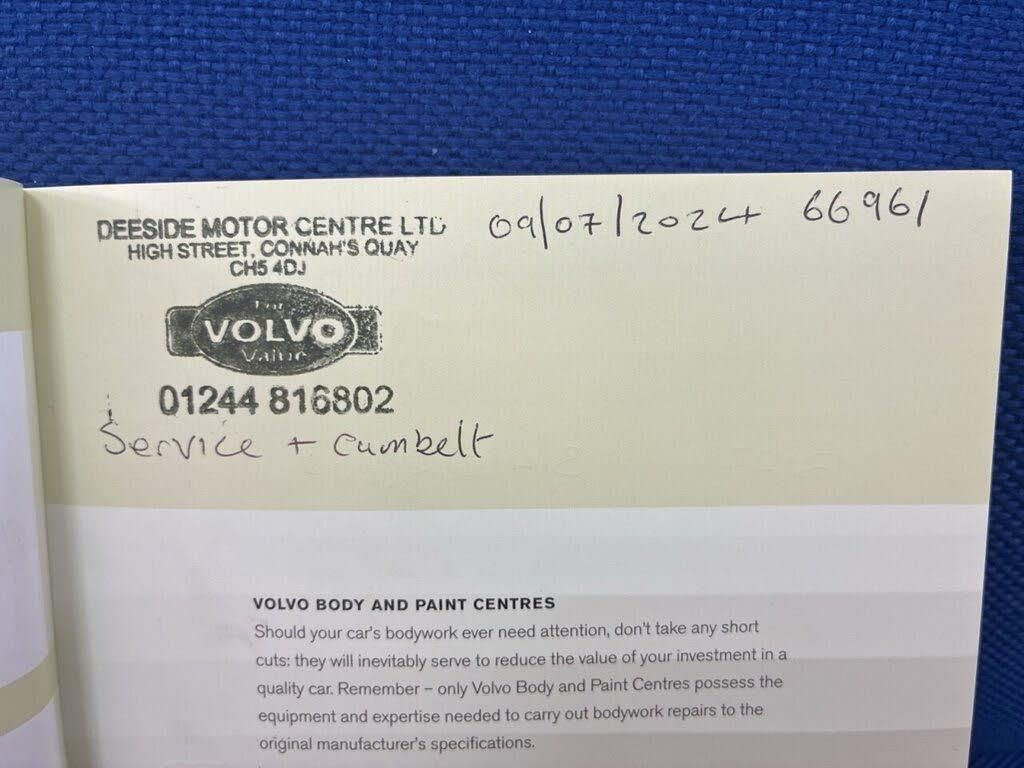 DEESIDE MOTOR CENTRE LTD 09/07/2024 66961
HIGH STREET, CONNAH'S QUAY
CH5 4DJ
For
VOLVO
Value
01244 816802
Service + Cambelt
VOLVO BODY AND PAINT CENTRES
Should your car's bodywork ever need attention, don't take any short
cuts: they will inevitably serve to reduce the value of your investment in a
quality car. Remember – only Volvo Body and Paint Centres possess the
equipment and expertise needed to carry out bodywork repairs to the
original manufacturer's specifications.